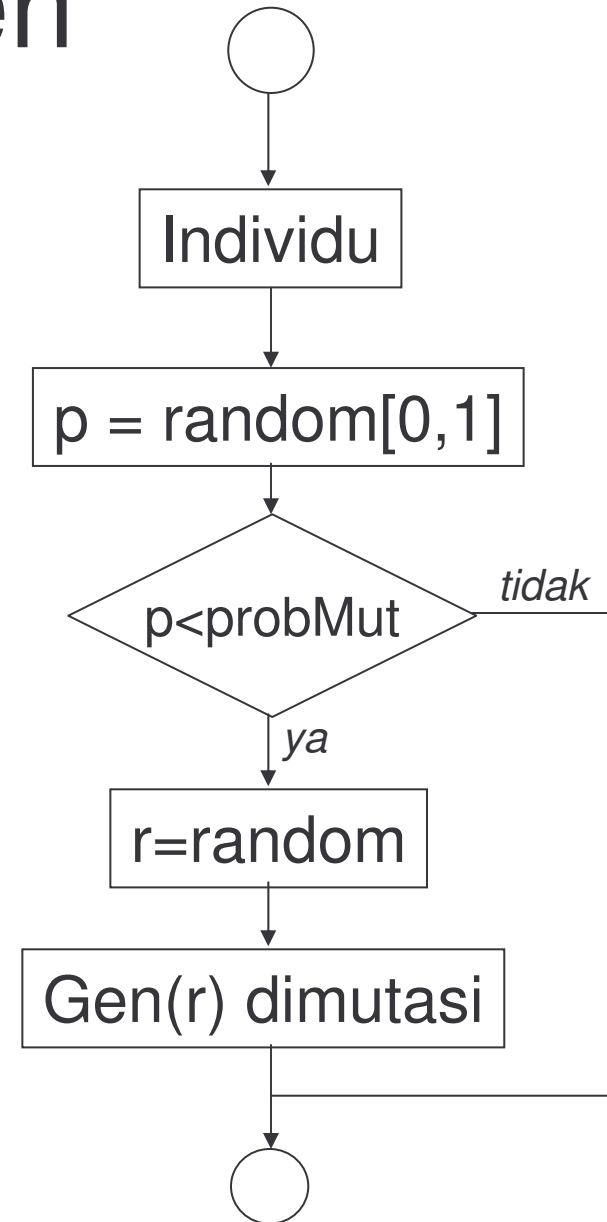 en
Individu
p = random[0,1]
p<probMut
tidak
ya
r=random
Gen(r) dimutasi